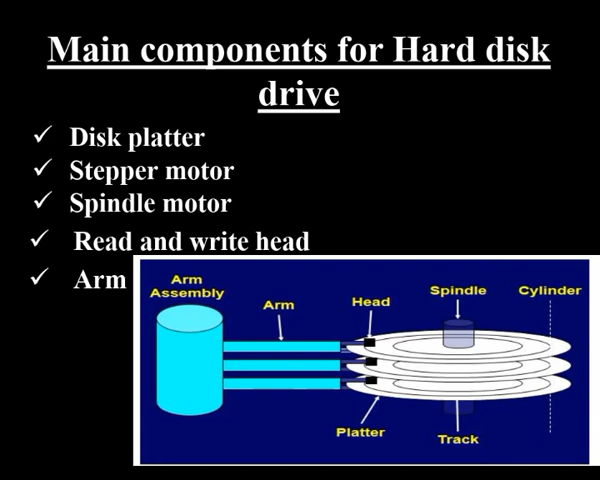 Main components for Hard disk
drive
✓ Disk platter
✓ Stepper motor
✓ Spindle motor
✓ Read and write head
✓ Arm
Arm
Assembly
Arm
Head
Spindle
Cylinder
Platter
Track